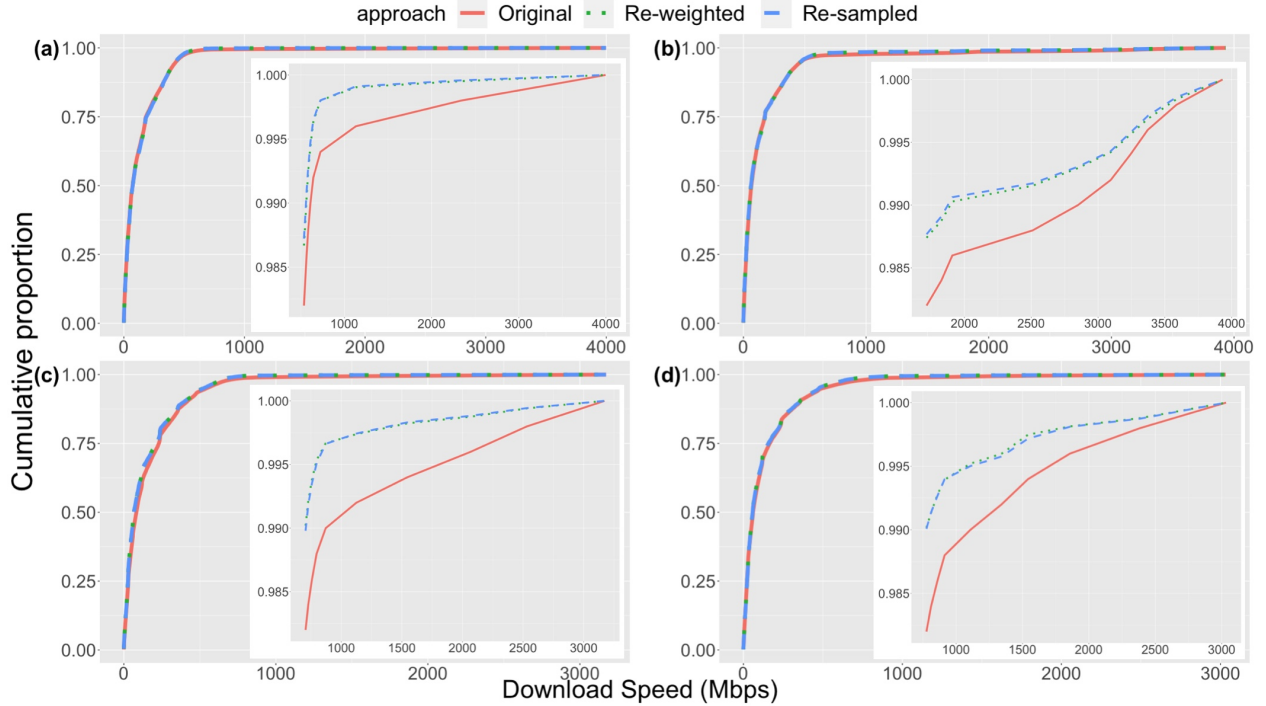 approach Original Re-weighted Re-sampled
(a)
1.00
0.75
0.50
0.25
0.00
0 1000 2000 3000 4000
1.000
0.995
0.990
0.985
1000 2000 3000 4000
(b)
1.00
0.75
0.50
0.25
0.00
0 1000 2000 3000 4000
1.000
0.995
0.990
0.985
2000 2500 3000 3500 4000
Cumulative proportion
(c)
1.00
0.75
0.50
0.25
0.00
0 1000 2000 3000
1.000
0.995
0.990
0.985
1000 1500 2000 2500 3000
(d)
1.00
0.75
0.50
0.25
0.00
0 1000 2000 3000
1.000
0.995
0.990
0.985
1000 1500 2000 2500 3000
Download Speed (Mbps)